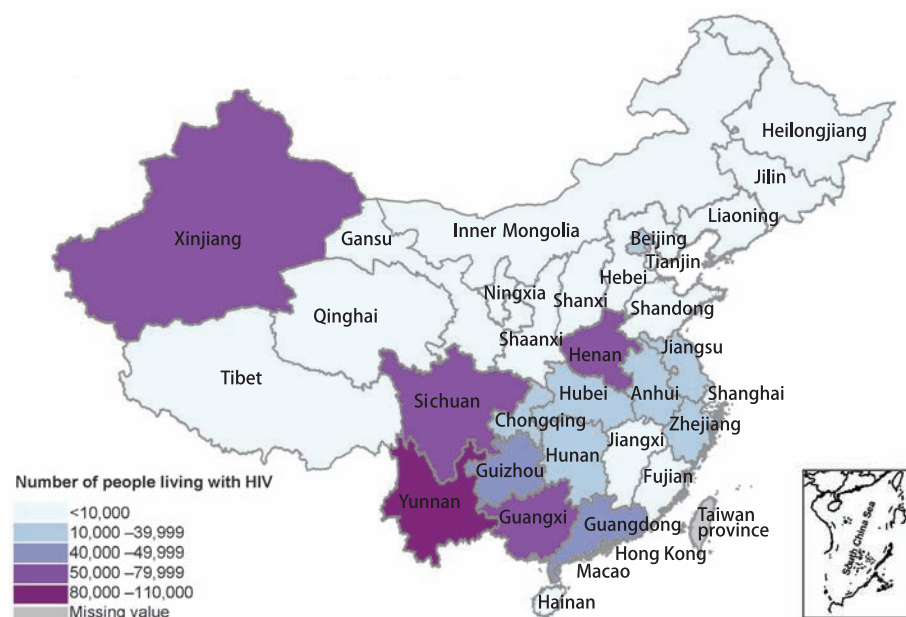 Heilongjiang
Jilin
Liaoning
Inner Mongolia
Beijing
Tianjin
Hebei
Xinjiang
Gansu
Ningxia
Shanxi
Shandong
Qinghai
Shaanxi
Henan
Jiangsu
Tibet
Sichuan
Hubei
Anhui
Shanghai
Chongqing
Zhejiang
Hunan
Jiangxi
Guizhou
Fujian
Yunnan
Guangxi
Guangdong
Taiwan
province
Hong Kong
Macao
Hainan
Number of people living with HIV
<10,000
10,000 –39,999
40,000 –49,999
50,000 –79,999
80,000 –110,000
Missing value
South China Sea